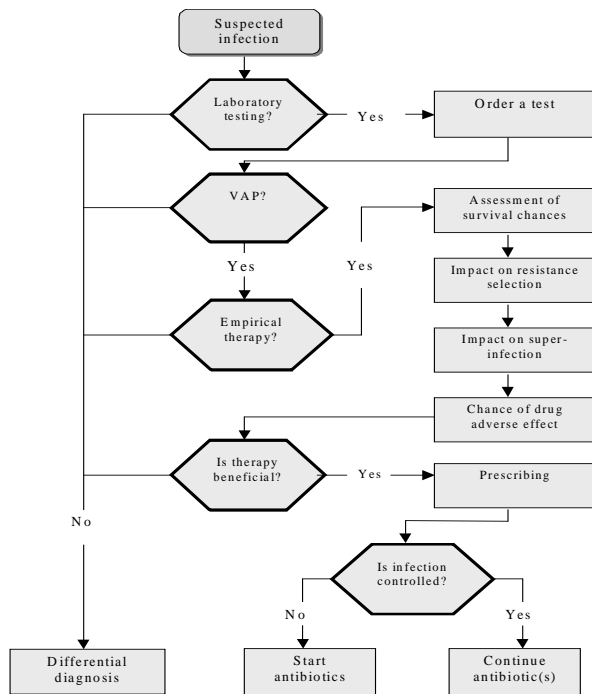 Suspected
infection
Laboratory
testing?
Yes
Order a test
VAP?
Yes
Yes
Assessment of
survival chances
Impact on resistance
selection
Empirical
therapy?
Impact on super-
infection
Chance of drug
adverse effect
Is therapy
beneficial?
Yes
Prescribing
No
Is infection
controlled?
No
Yes
Differential
diagnosis
Start
antibiotics
Continue
antibiotic(s)